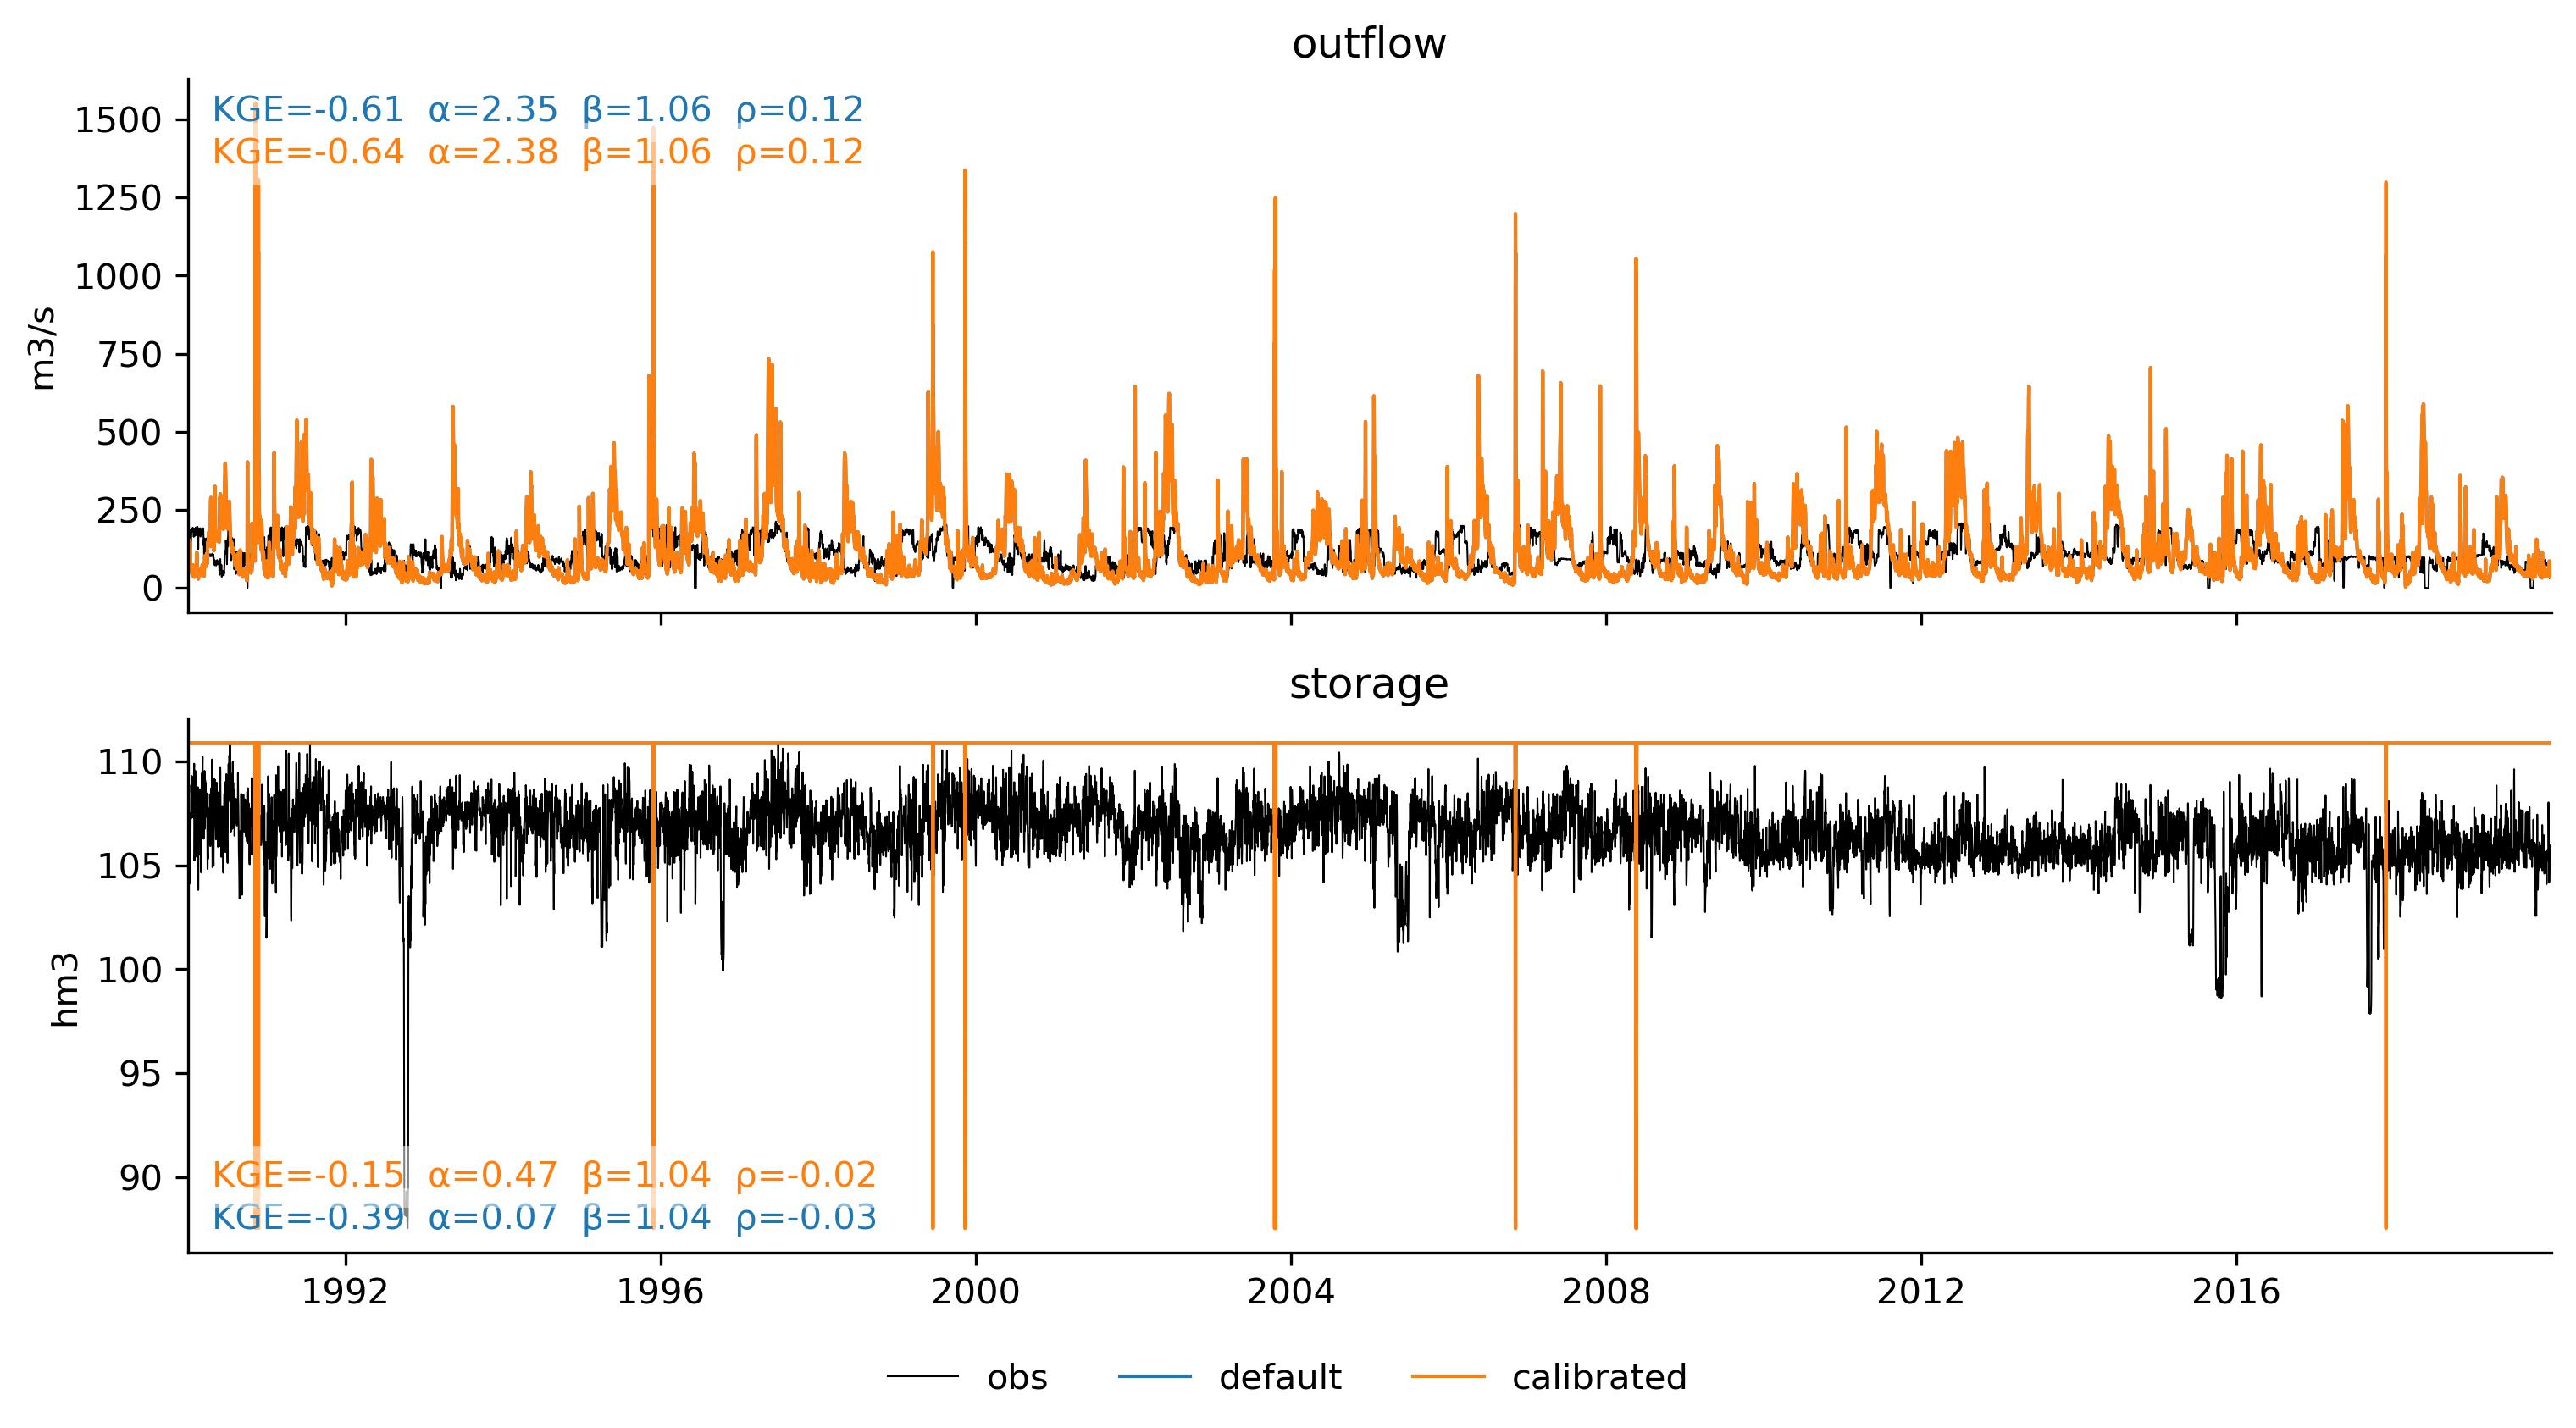 outflow
KGE=-0.61 α=2.35 β=1.06 ρ=0.12
KGE=-0.64 α=2.38 β=1.06 ρ=0.12
1500
1250
1000
750
500
250
0
m3/s
storage
110
105
100
95
90
hm3
KGE=-0.15 α=0.47 β=1.04 ρ=-0.02
KGE=-0.39 α=0.07 β=1.04 ρ=-0.03
1992 1996 2000 2004 2008 2012 2016
obs default calibrated